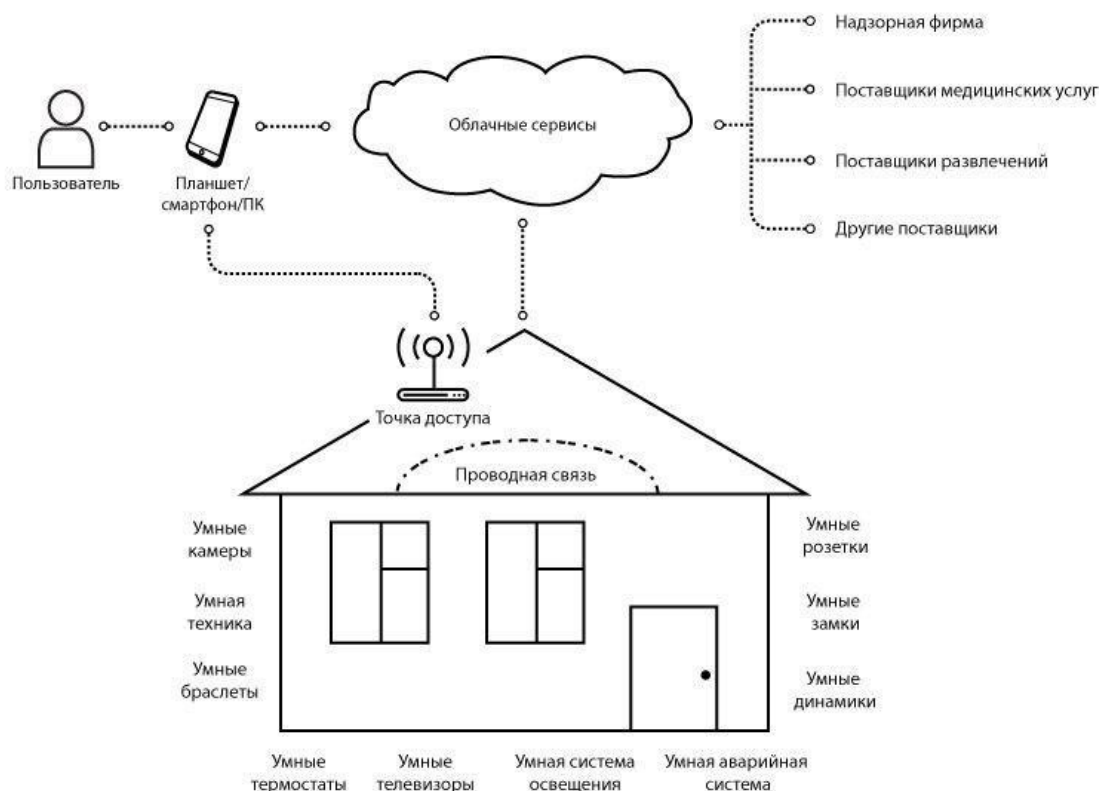 Надзорная фирма
Поставщики медицинских услуг
Облачные сервисы
Поставщики развлечений
Пользователь
Планшет/
смартфон/ПК
Другие поставщики
Точка доступа
Проводная связь
Умные
камеры
Умная
техника
Умные
браслеты
Умные
розетки
Умные
замки
Умные
динамики
Умные
термостаты
Умные
телевизоры
Умная система
освещения
Умная аварийная
система